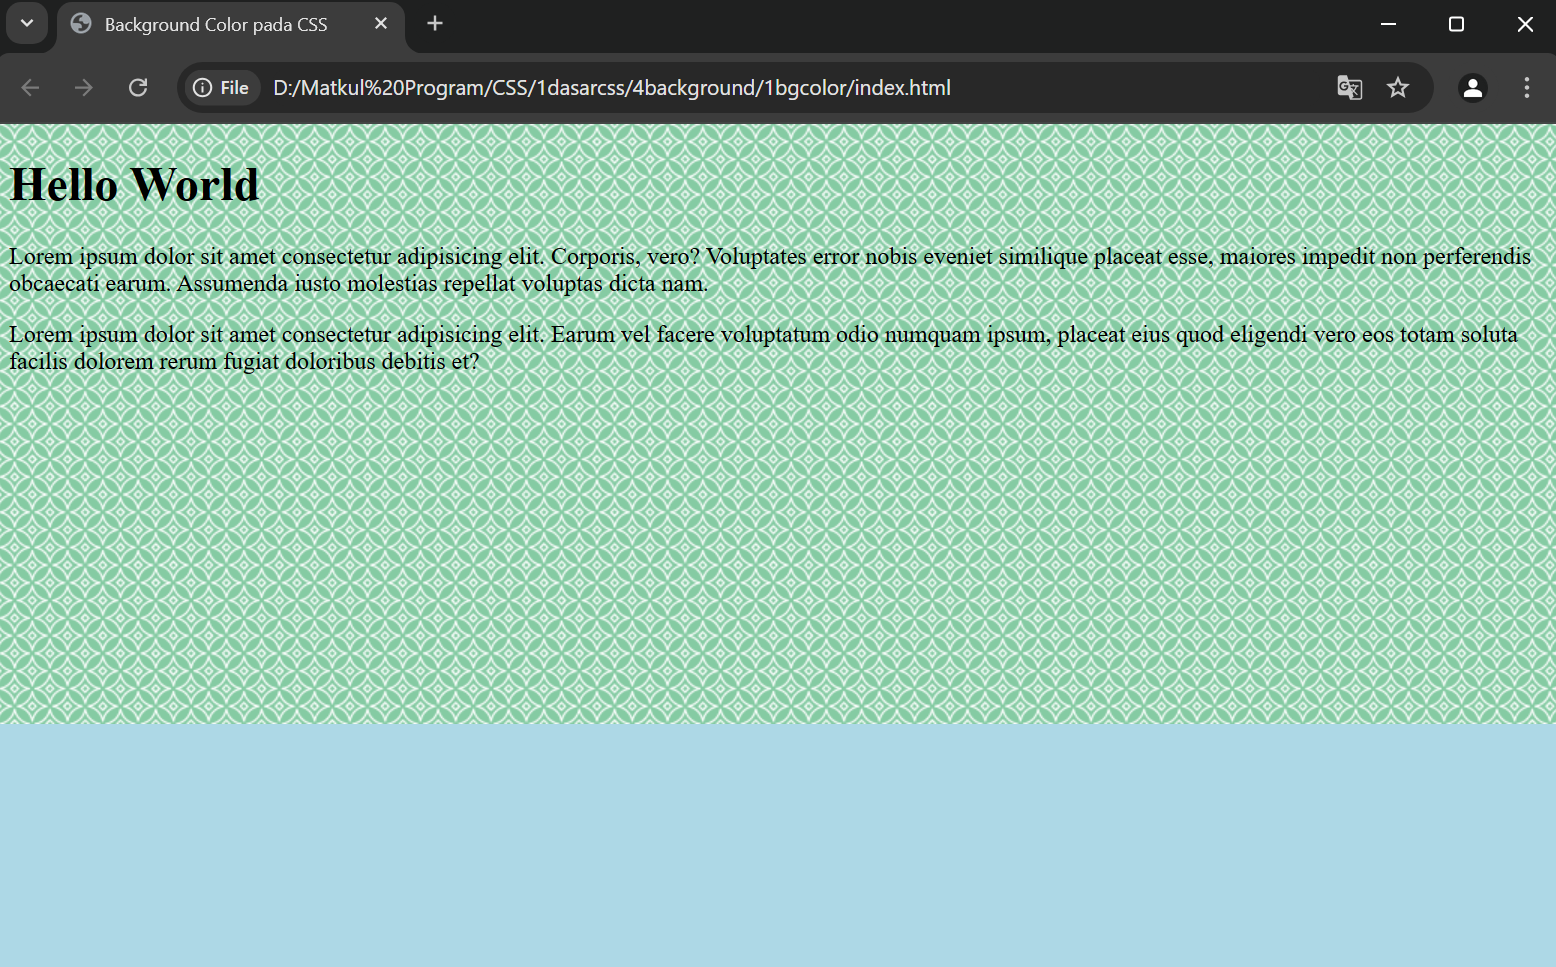 Background Color pada CSS
File D:/Matkul%20Program/CSS/1dasarcss/4background/1bgcolor/index.html
Hello World
Lorem ipsum dolor sit amet consectetur adipisicing elit. Corporis, vero? Voluptates error nobis eveniet similique placeat esse, maiores impedit non perferendis
obcaecati earum. Assumenda iusto molestias repellat voluptas dicta nam.
Lorem ipsum dolor sit amet consectetur adipisicing elit. Earum vel facere voluptatum odio numquam ipsum, placeat eius quod eligendi vero eos totam soluta
facilis dolorem rerum fugiat doloribus debitis et?